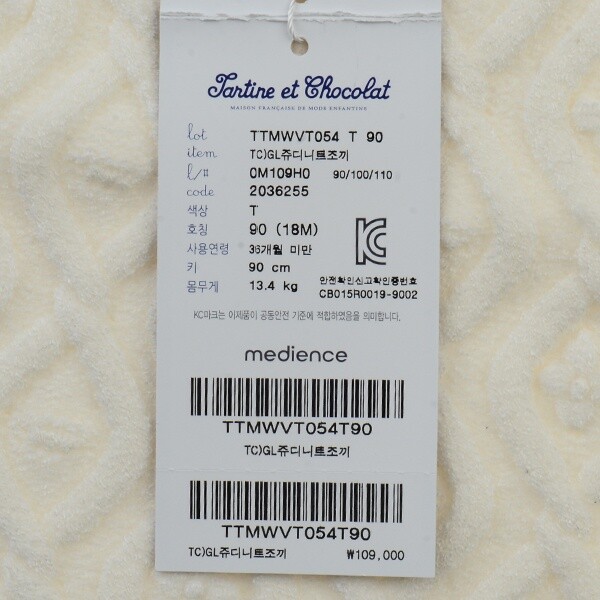 Tartine et Chocolat
MAISON FRANÇAISE DE MODE ENFANTINE
lot TTMWVT054 T 90
item TC)GL쥬디니트조끼
l/# 0M109H0 90/100/110
code 2036255
색상 T
호칭 90 (18M)
사용연령 36개월 미만
키 90 cm
몸무게 13.4 kg
KC
안전확인신고확인증번호
CB015R0019-9002
KC마크는 이제품이 공통안전 기준에 적합하였음을 의미합니다.
medience
TTMWVT054T90
TC)GL쥬디니트조끼
TTMWVT054T90
TC)GL쥬디니트조끼 ₩109,000